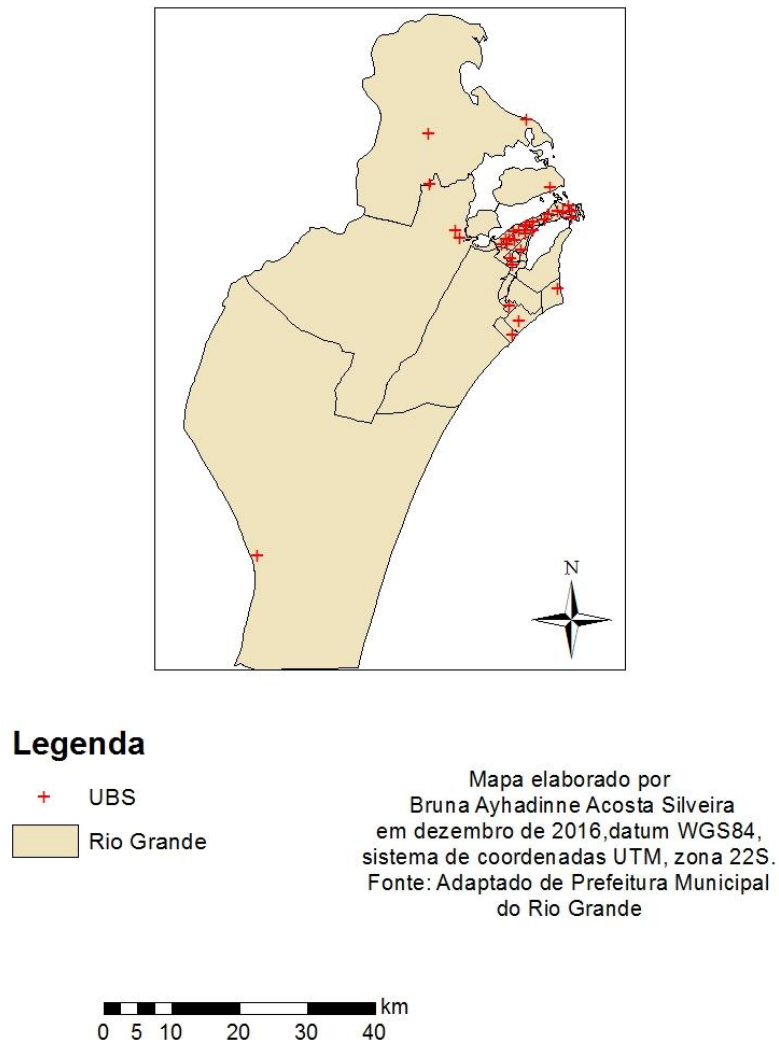 N
Legenda
UBS
Rio Grande
Mapa elaborado por
Bruna Ayhadinne Acosta Silveira
em dezembro de 2016,datum WGS84,
sistema de coordenadas UTM, zona 22S.
Fonte: Adaptado de Prefeitura Municipal
do Rio Grande
km
0 5 10 20 30 40